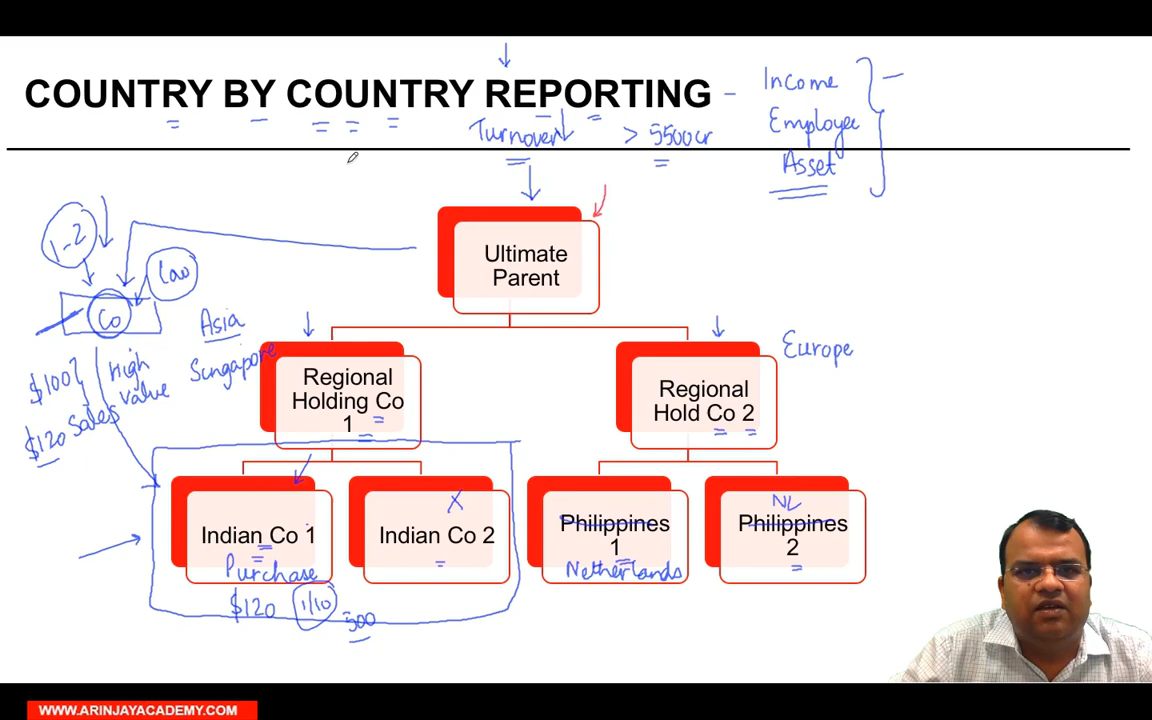 COUNTRY BY COUNTRY REPORTING - Income
Employee
Asset
Turnover > 5500 cr
Ultimate
Parent
1-2
Co
Law
Asia
Singapore
$100
High
value
$120 Sales
Regional
Holding Co
1
Europe
Regional
Hold Co 2
Indian Co 1
Purchase
$120 1/10
500
X
Indian Co 2
Philippines
1
Netherlands
NL
Philippines
2
WWW.ARINJAYACADEMY.COM